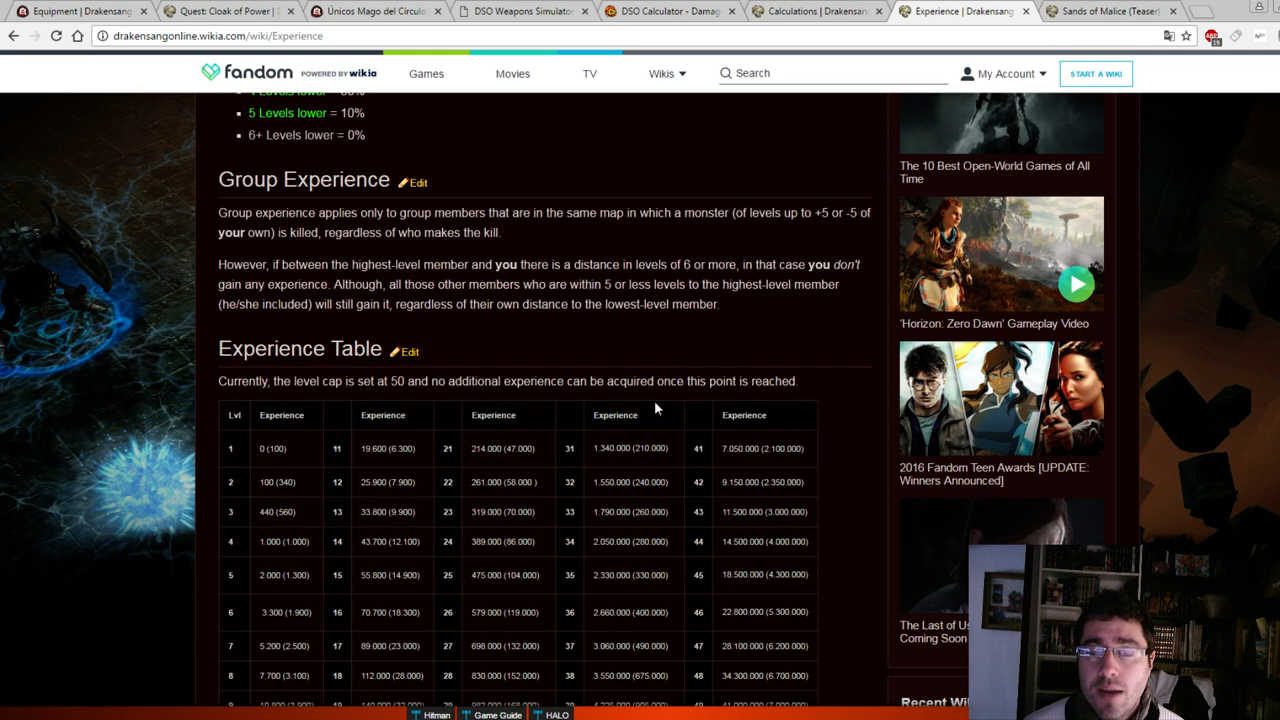 Equipment | Drakensang
Quest: Cloak of Power | D
Únicos Mago del Círculo
DSO Weapons Simulator
DSO Calculator - Damag
Calculations | Drakensan
Experience | Drakensang
Sands of Malice (Teaser)
drakensangonline.wikia.com/wiki/Experience
19
fandom POWERED BY wikia
Games
Movies
TV
Wikis
Search
My Account
START A WIKI
5 Levels lower = 10%
6+ Levels lower = 0%
Group Experience Edit
Group experience applies only to group members that are in the same map in which a monster (of levels up to +5 or -5 of
your own) is killed, regardless of who makes the kill.
However, if between the highest-level member and you there is a distance in levels of 6 or more, in that case you don't
gain any experience. Although, all those other members who are within 5 or less levels to the highest-level member
(he/she included) will still gain it, regardless of their own distance to the lowest-level member.
Experience Table Edit
Currently, the level cap is set at 50 and no additional experience can be acquired once this point is reached.
Lvl Experience Experience Experience Experience Experience
1 0 (100) 11 19.600 (6.300) 21 214.000 (47.000) 31 1.340.000 (210.000) 41 7.050.000 (2.100.000)
2 100 (340) 12 25.900 (7.900) 22 261.000 (58.000 ) 32 1.550.000 (240.000) 42 9.150.000 (2.350.000)
3 440 (560) 13 33.800 (9.900) 23 319.000 (70.000) 33 1.790.000 (260.000) 43 11.500.000 (3.000.000)
4 1.000 (1.000) 14 43.700 (12.100) 24 389.000 (86.000) 34 2.050.000 (280.000) 44 14.500.000 (4.000.000)
5 2.000 (1.300) 15 55.800 (14.900) 25 475.000 (104.000) 35 2.330.000 (330.000) 45 18.500.000 (4.300.000)
6 3.300 (1.900) 16 70.700 (18.300) 26 579.000 (119.000) 36 2.660.000 (400.000) 46 22.800.000 (5.300.000)
7 5.200 (2.500) 17 89.000 (23.000) 27 698.000 (132.000) 37 3.060.000 (490.000) 47 28.100.000 (6.200.000)
8 7.700 (3.100) 18 112.000 (28.000) 28 830.000 (152.000) 38 3.550.000 (675.000) 48 34.300.000 (6.700.000)
The 10 Best Open-World Games of All
Time
'Horizon: Zero Dawn' Gameplay Video
2016 Fandom Teen Awards [UPDATE:
Winners Announced]
The Last of Us
Coming Soon
Recent Wi
Hitman
Game Guide
HALO